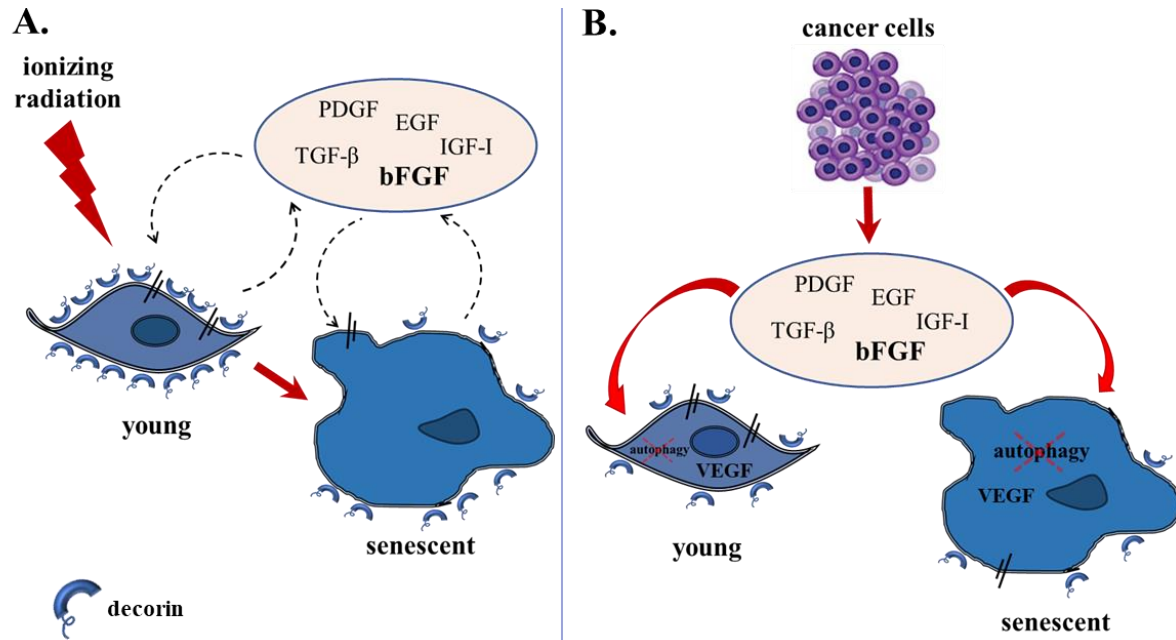 A.
ionizing
radiation
PDGF
EGF
TGF-β
IGF-I
bFGF
young
senescent
decorin
B.
cancer cells
PDGF
EGF
TGF-β
IGF-I
bFGF
autophagy
VEGF
young
autophagy
VEGF
senescent